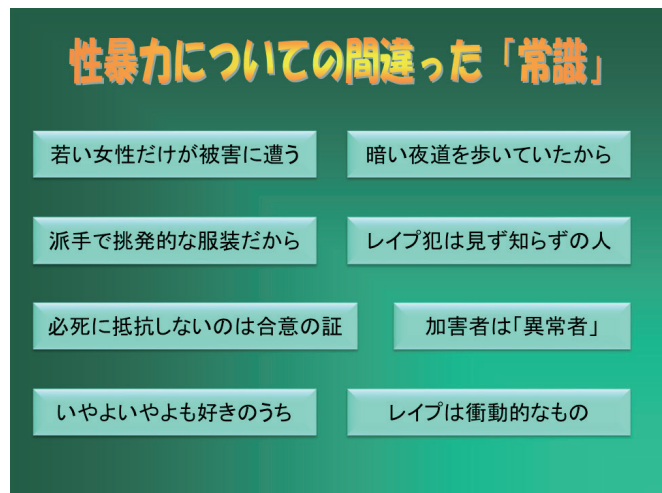 性暴力についての間違った「常識」
若い女性だけが被害に遭う
暗い夜道を歩いていたから
派手で挑発的な服装だから
レイプ犯は見ず知らずの人
必死に抵抗しないのは合意の証
加害者は「異常者」
いやよいやよも好きのうち
レイプは衝動的なもの